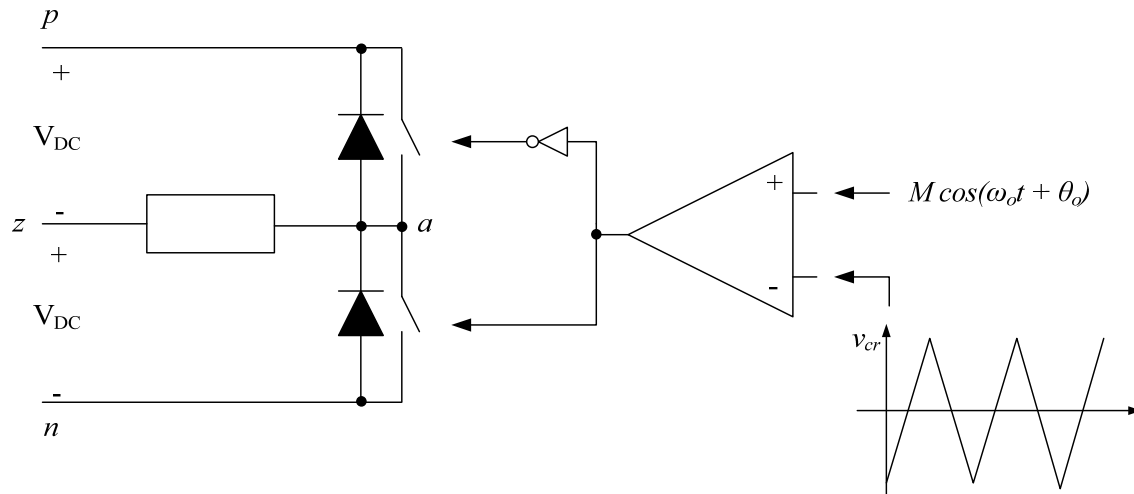 p
+
V_DC
-
z
+
V_DC
-
n
a
+
-
M cos(ω_o t + θ_o)
v_cr